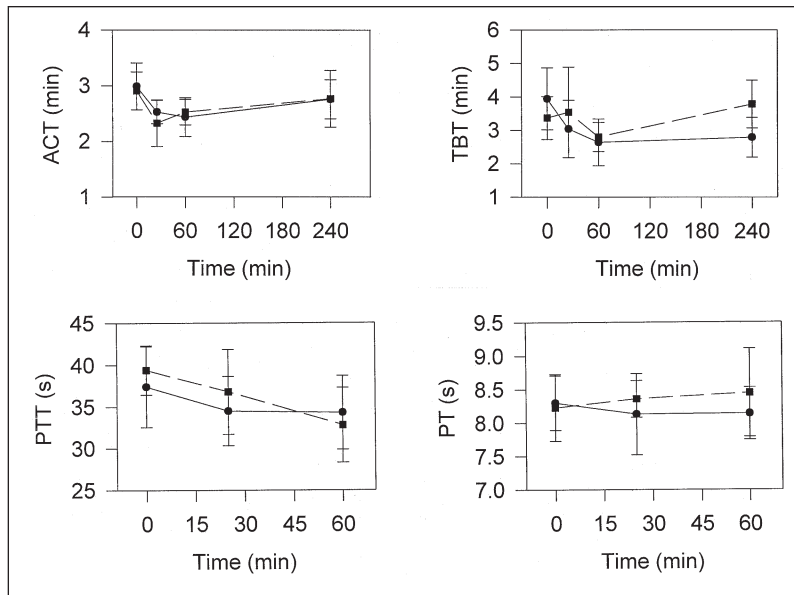 4
3
2
1
ACT (min)
0 60 120 180 240
Time (min)
6
5
4
3
2
1
TBT (min)
0 60 120 180 240
Time (min)
45
40
35
30
25
PTT (s)
0 15 30 45 60
Time (min)
9.5
9.0
8.5
8.0
7.5
7.0
PT (s)
0 15 30 45 60
Time (min)